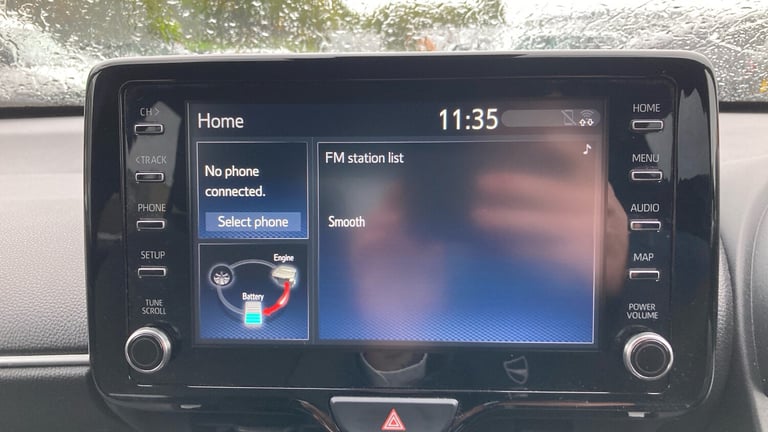 CH >
< TRACK
PHONE
SETUP
TUNE
SCROLL
Home
11:35
No phone
connected.
Select phone
Engine
Battery
FM station list
Smooth
HOME
MENU
AUDIO
MAP
POWER
VOLUME